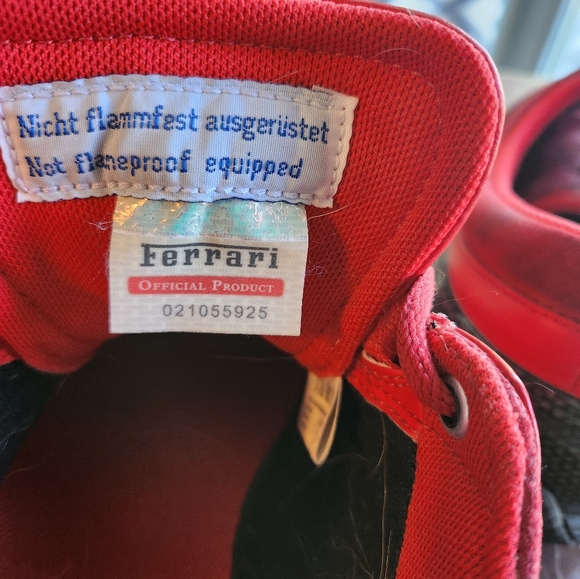 Nicht flammfest ausgerüstet
Not flameproof equipped
Ferrari
OFFICIAL PRODUCT
021055925